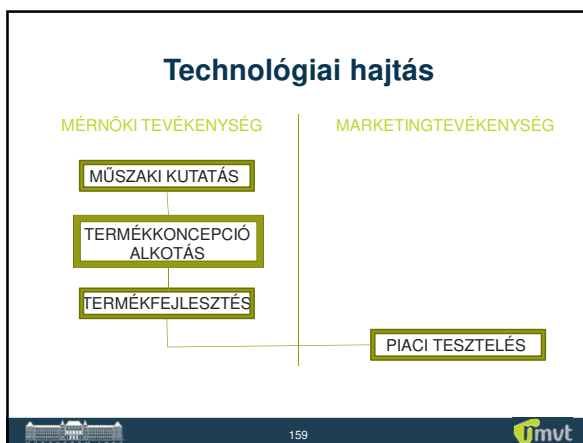 Technológiai hajtás
MÉRNÖKI TEVÉKENYSÉG
MARKETINGTEVÉKENYSÉG
MŰSZAKI KUTATÁS
TERMÉKKONCEPCIÓ
ALKOTÁS
TERMÉKFEJLESZTÉS
PIACI TESZTELÉS
159
mvt